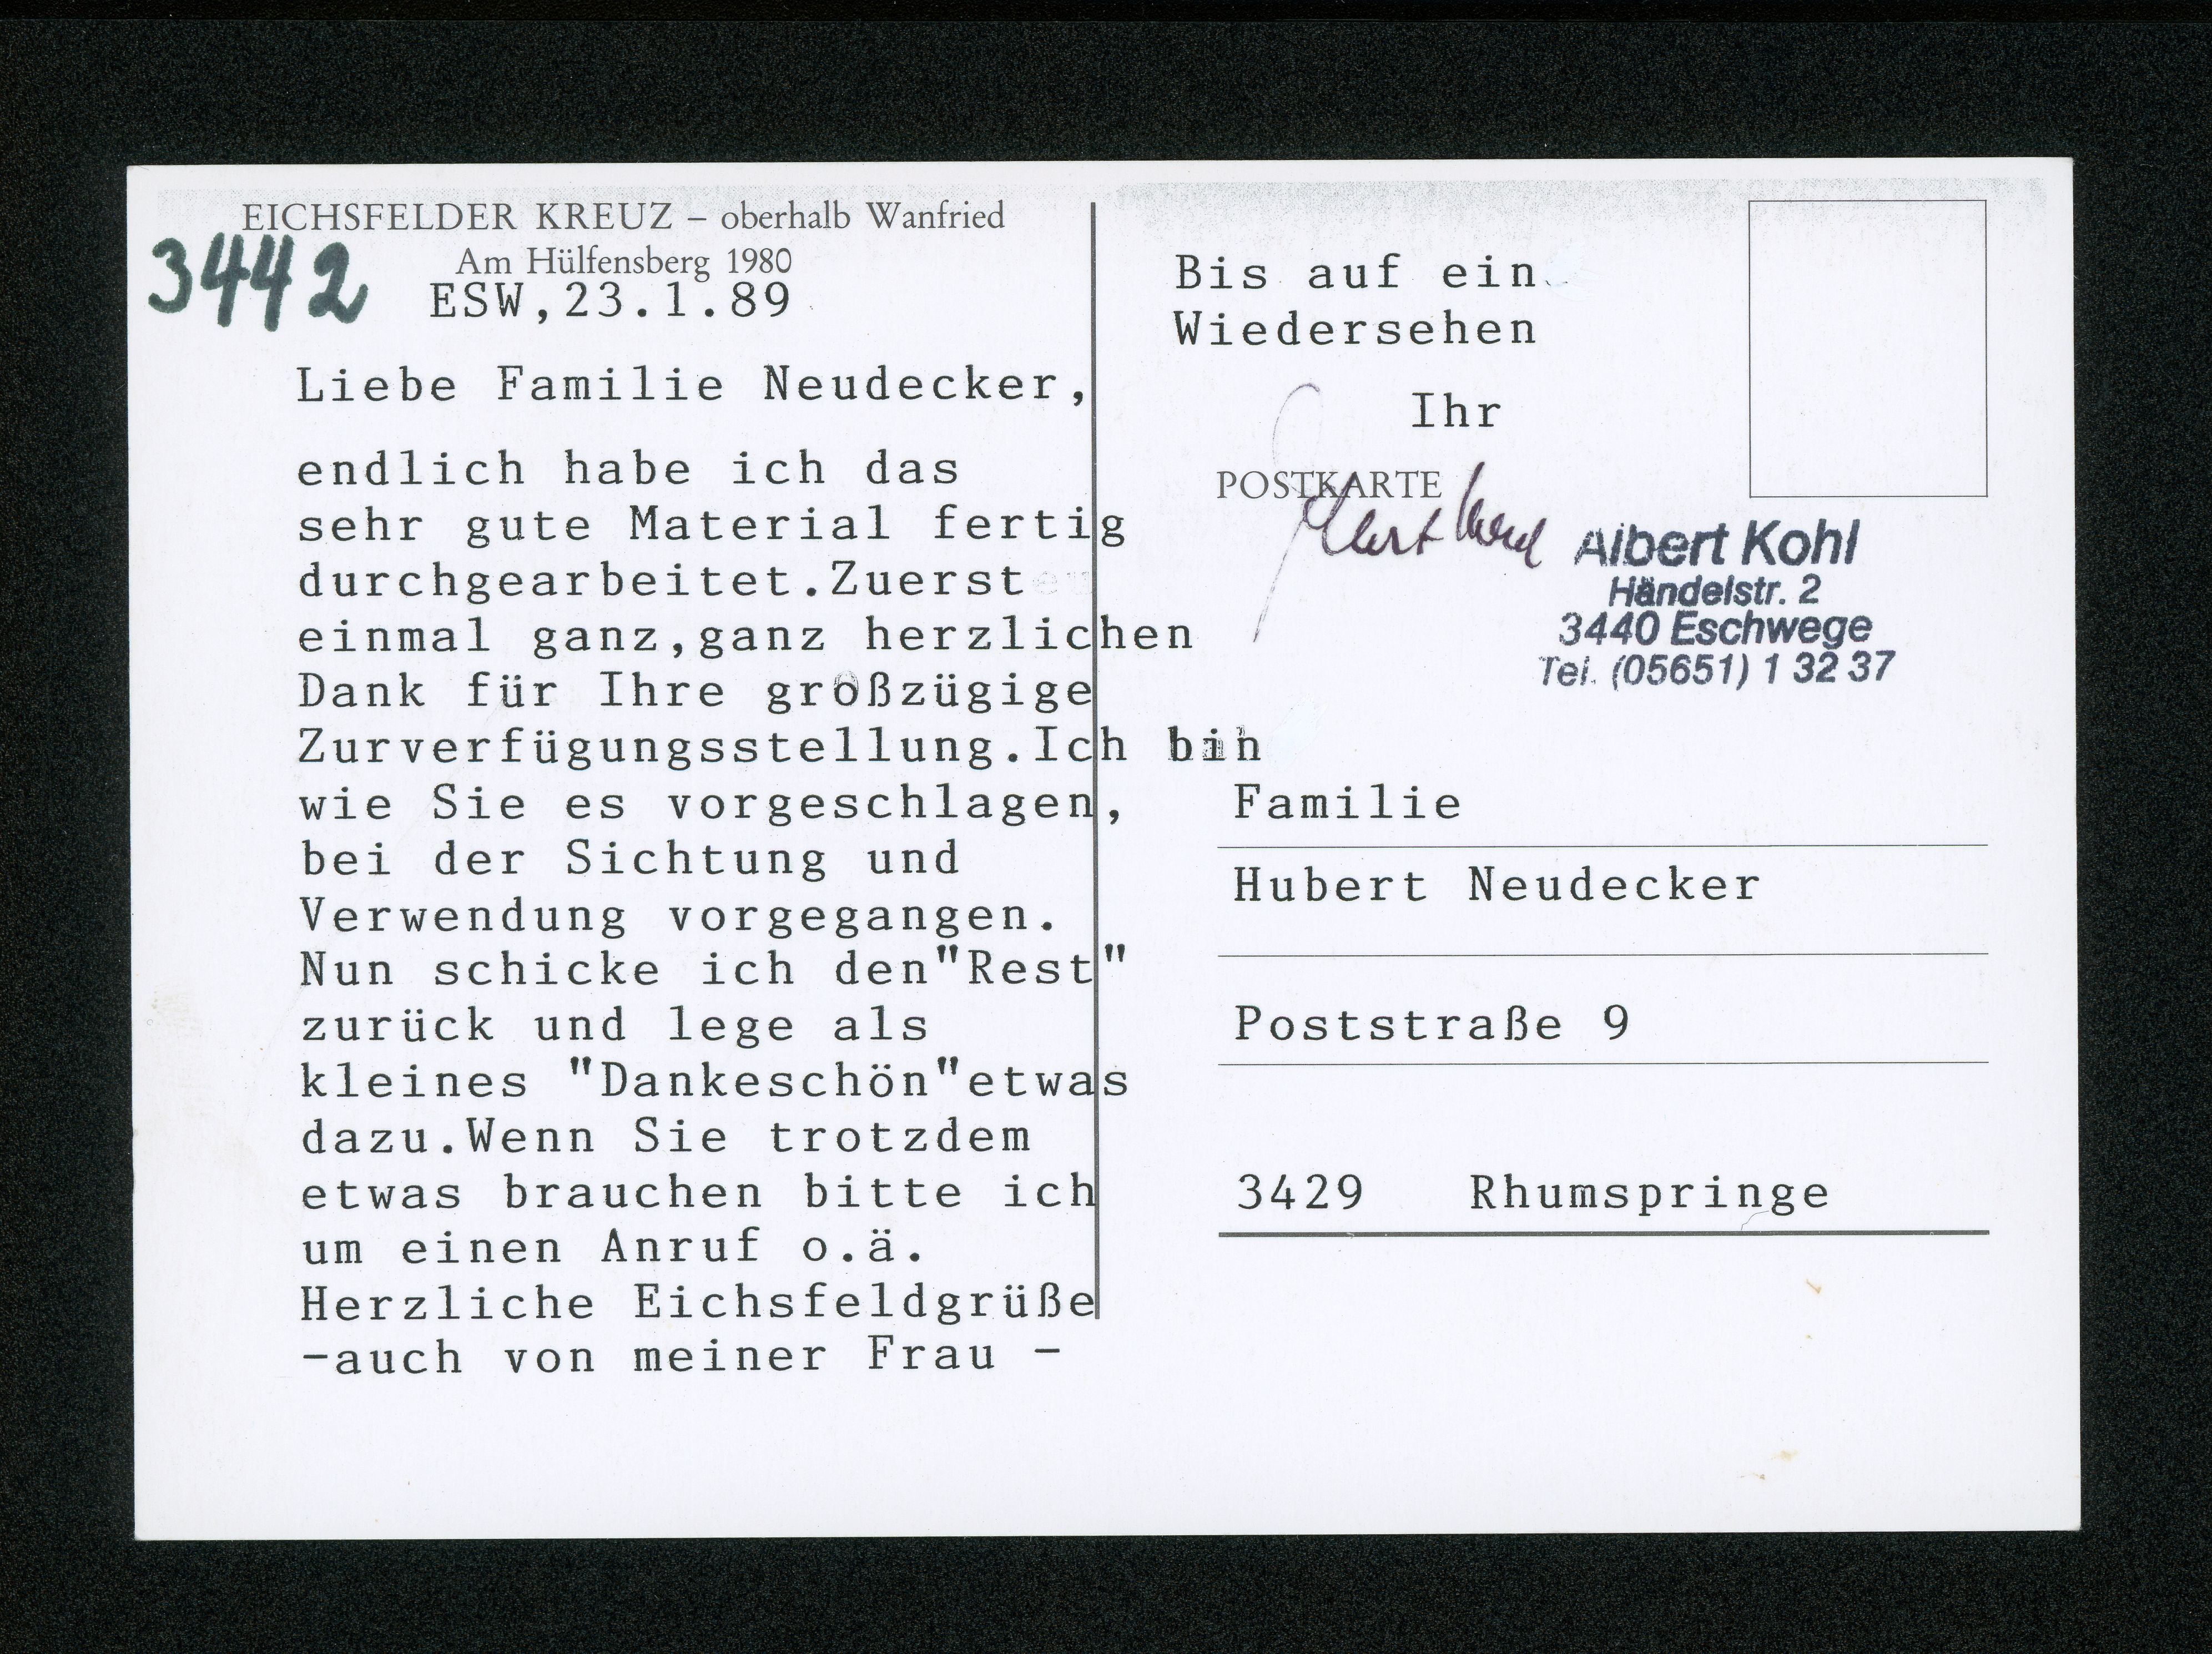 EICHSFELDER KREUZ – oberhalb Wanfried
Am Hülfensberg 1980
3442
ESW,23.1.89
Liebe Familie Neudecker,
endlich habe ich das
sehr gute Material fertig
durchgearbeitet.Zuerst
einmal ganz,ganz herzlichen
Dank für Ihre großzügige
Zurverfügungsstellung.Ich bin
wie Sie es vorgeschlagen,
bei der Sichtung und
Verwendung vorgegangen.
Nun schicke ich den"Rest"
zurück und lege als
kleines "Dankeschön"etwas
dazu.Wenn Sie trotzdem
etwas brauchen bitte ich
um einen Anruf o.ä.
Herzliche Eichsfeldgrüße
-auch von meiner Frau -
Bis auf ein
Wiedersehen
Ihr
POSTKARTE
Albert Kohl
Händelstr. 2
3440 Eschwege
Tel. (05651) 1 32 37
Familie
Hubert Neudecker
Poststraße 9
3429 Rhumspringe